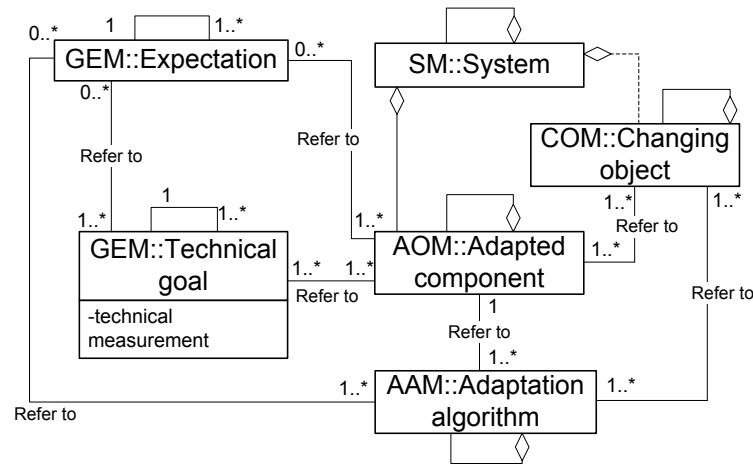 1
1..*
0..*
GEM::Expectation
0..*
0..*
SM::System
COM::Changing
object
Refer to
Refer to
1
1..*
1..*
1..*
1..*
1..*
Refer to
GEM::Technical
goal
1..*
1..*
AOM::Adapted
component
1..*
Refer to
Refer to
-technical
measurement
1
Refer to
1..*
1..*
AAM::Adaptation
algorithm
1..*
Refer to